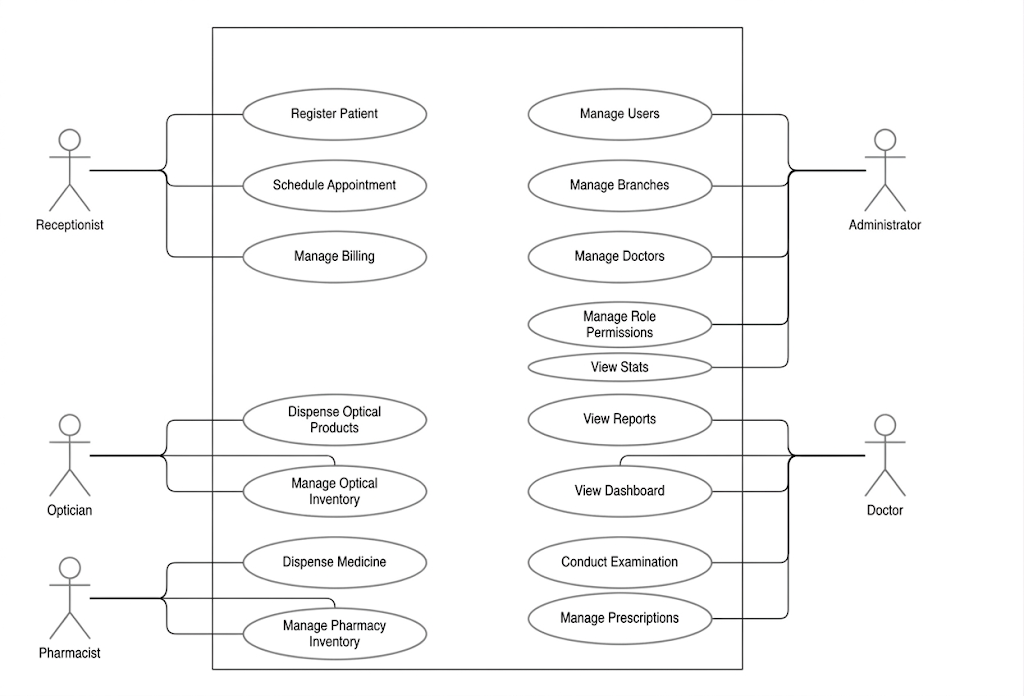 Register Patient
Manage Users
Schedule Appointment
Manage Branches
Receptionist
Administrator
Manage Billing
Manage Doctors
Manage Role
Permissions
View Stats
Dispense Optical
Products
View Reports
Manage Optical
Inventory
View Dashboard
Optician
Doctor
Dispense Medicine
Conduct Examination
Manage Pharmacy
Inventory
Manage Prescriptions
Pharmacist